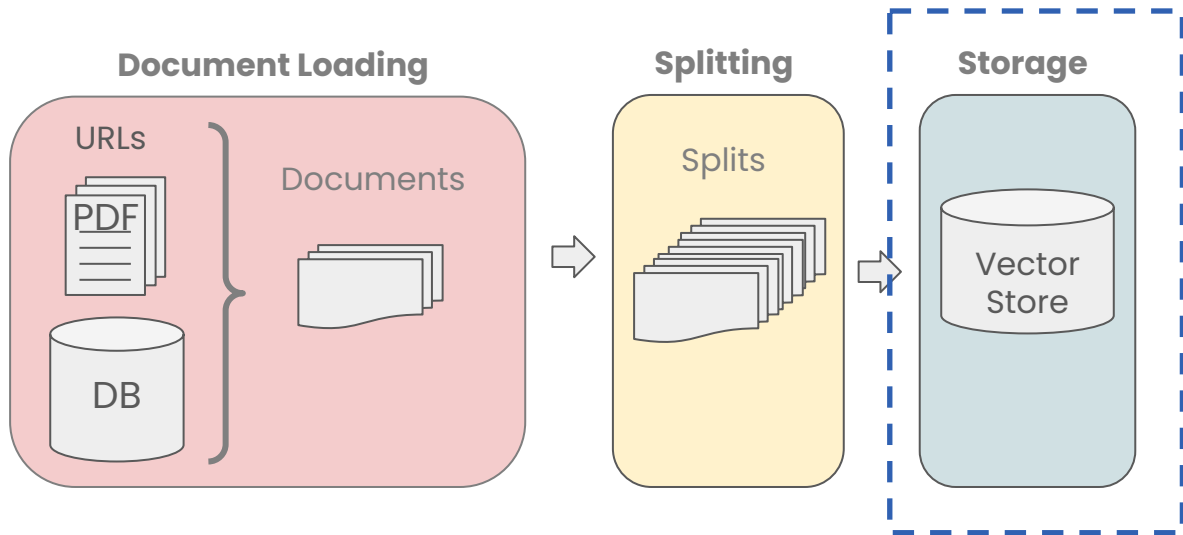 Document Loading
URLs
PDF
DB
Documents
Splitting
Splits
Storage
Vector
Store